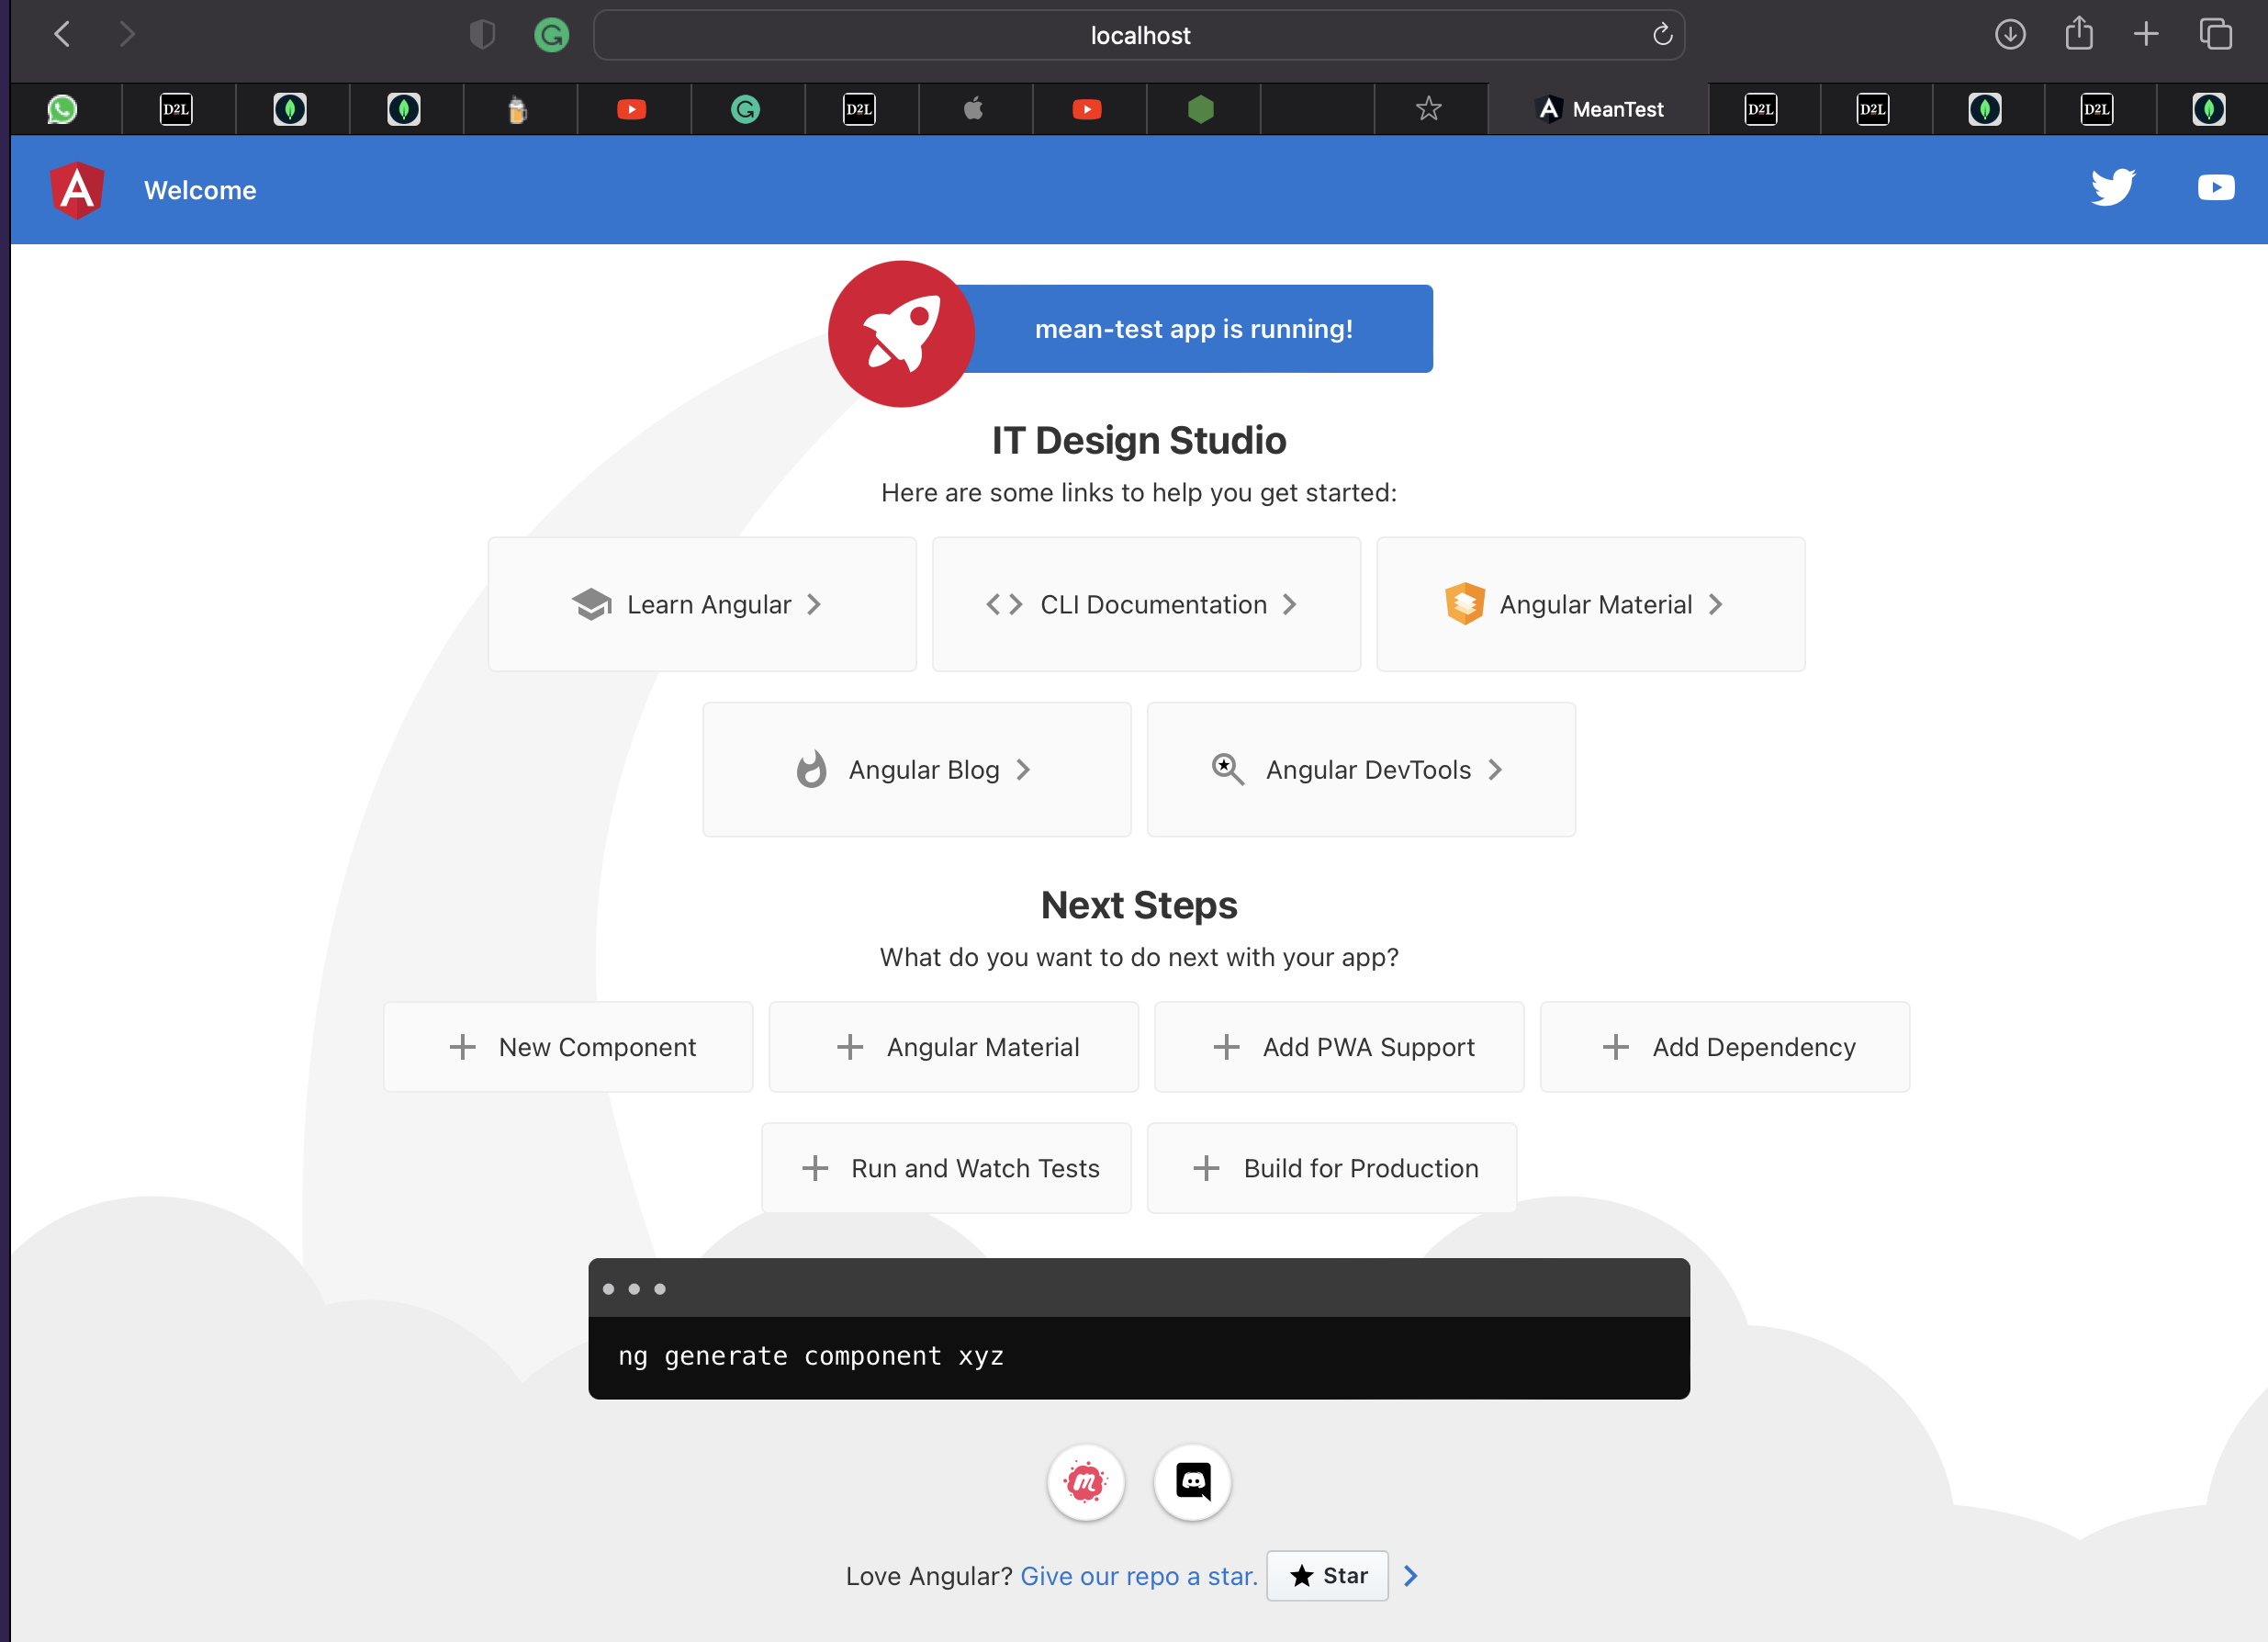 localhost
D2L
D2L
MeanTest
D2L
D2L
D2L
Welcome
mean-test app is running!
IT Design Studio
Here are some links to help you get started:
Learn Angular
CLI Documentation
Angular Material
Angular Blog
Angular DevTools
Next Steps
What do you want to do next with your app?
New Component
Angular Material
Add PWA Support
Add Dependency
Run and Watch Tests
Build for Production
ng generate component xyz
Love Angular? Give our repo a star. Star